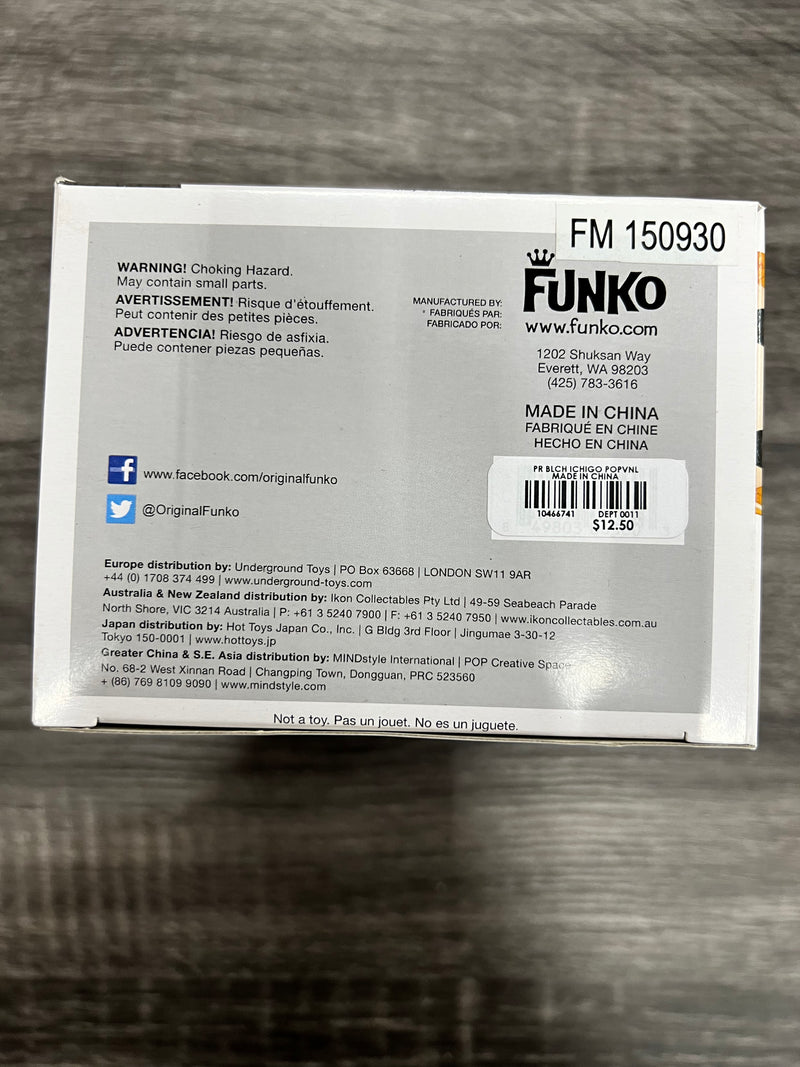 FM 150930
WARNING! Choking Hazard.
May contain small parts.
AVERTISSEMENT! Risque d'étouffement.
Peut contenir des petites pièces.
ADVERTENCIA! Riesgo de asfixia.
Puede contener piezas pequeñas.
MANUFACTURED BY:
FABRIQUÉS PAR:
FABRICADO POR:
FUNKO
www.funko.com
1202 Shuksan Way
Everett, WA 98203
(425) 783-3616
MADE IN CHINA
FABRIQUÉ EN CHINE
HECHO EN CHINA
www.facebook.com/originalfunko
@OriginalFunko
PR BLCH ICHIGO POPVNL
MADE IN CHINA
10466741 DEPT 0011
$12.50
Europe distribution by: Underground Toys | PO Box 63668 | LONDON SW11 9AR
+44 (0) 1708 374 499 | www.underground-toys.com
Australia & New Zealand distribution by: Ikon Collectables Pty Ltd | 49-59 Seabeach Parade
North Shore, VIC 3214 Australia | P: +61 3 5240 7900 | F: +61 3 5240 7950 | www.ikoncollectables.com.au
Japan distribution by: Hot Toys Japan Co., Inc. | G Bldg 3rd Floor | Jingumae 3-30-12
Tokyo 150-0001 | www.hottoys.jp
Greater China & S.E. Asia distribution by: MINDstyle International | POP Creative Space
No. 68-2 West Xinnan Road | Changping Town, Dongguan, PRC 523560
+ (86) 769 8109 9090 | www.mindstyle.com
Not a toy. Pas un jouet. No es un juguete.